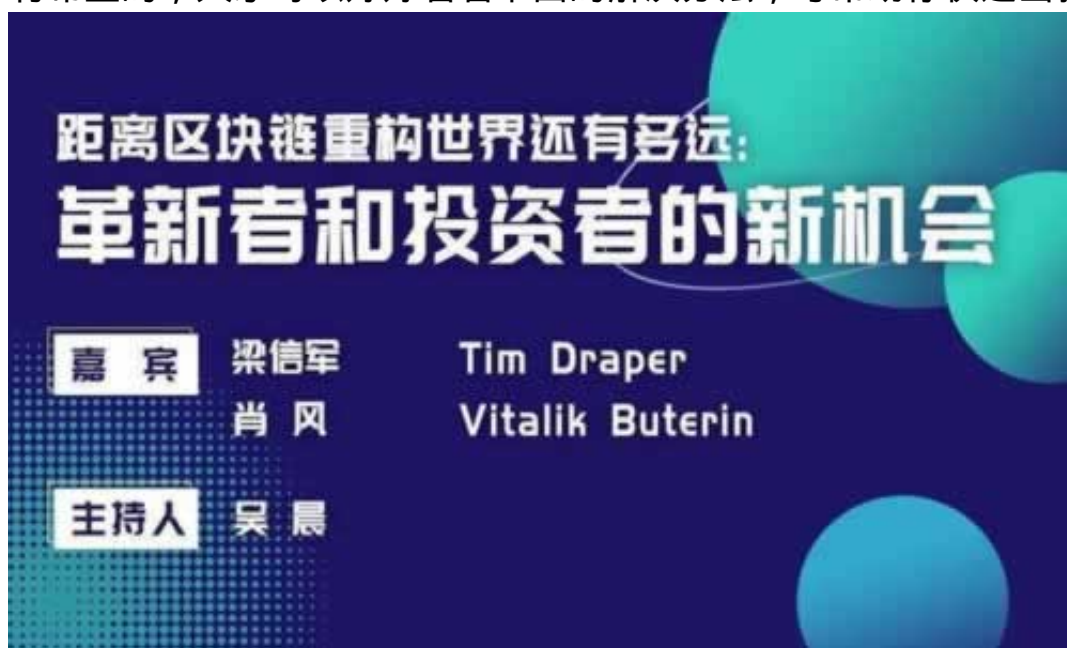 距离区块链重构世界还有多远:
革新者和投资者的新机会
嘉宾 梁信军 Tim Draper
肖风 Vitalik Buterin
主持人 吴晨